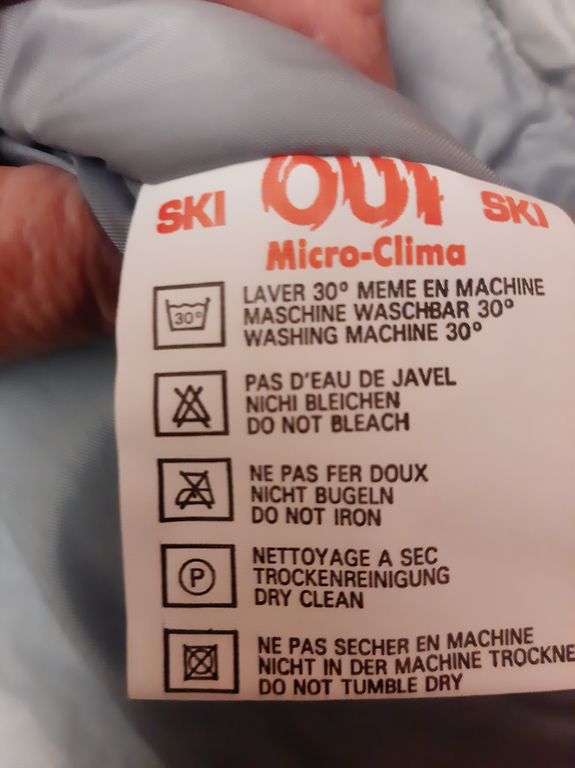 SKI OUI SKI
Micro-Clima
30°
LAVER 30° MEME EN MACHINE
MASCHINE WASCHBAR 30°
WASHING MACHINE 30°
PAS D'EAU DE JAVEL
NICHI BLEICHEN
DO NOT BLEACH
NE PAS FER DOUX
NICHT BUGELN
DO NOT IRON
P
NETTOYAGE A SEC
TROCKENREINIGUNG
DRY CLEAN
NE PAS SECHER EN MACHINE
NICHT IN DER MACHINE TROCKNE
DO NOT TUMBLE DRY